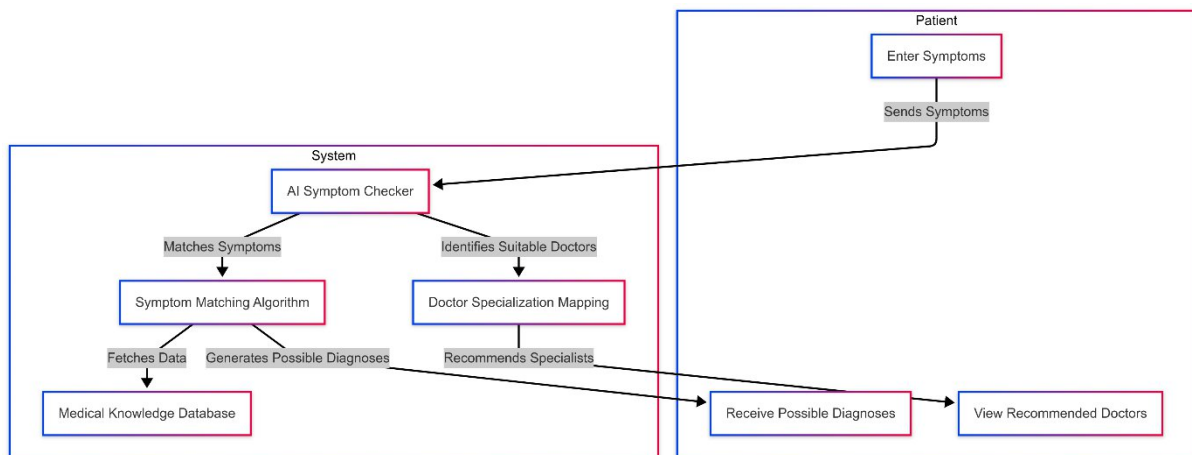 Patient
Enter Symptoms
Sends Symptoms
System
AI Symptom Checker
Matches Symptoms
Identifies Suitable Doctors
Symptom Matching Algorithm
Doctor Specialization Mapping
Fetches Data
Generates Possible Diagnoses
Recommends Specialists
Medical Knowledge Database
Receive Possible Diagnoses
View Recommended Doctors